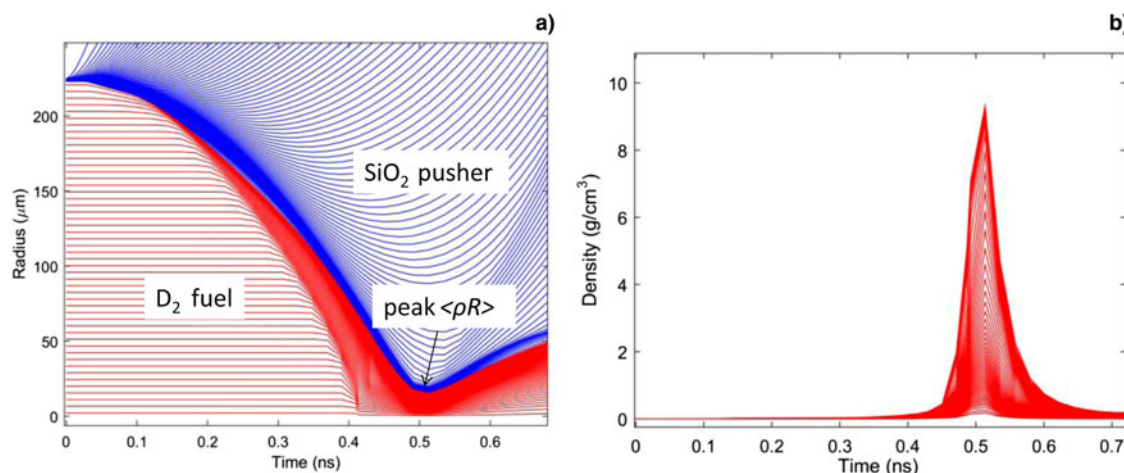 a)
200
150
100
50
0
Radius (μm)
SiO₂ pusher
D₂ fuel
peak <ρR>
0 0.1 0.2 0.3 0.4 0.5 0.6
Time (ns)
b)
10
8
6
4
2
0
Density (g/cm³)
0 0.1 0.2 0.3 0.4 0.5 0.6 0.7
Time (ns)